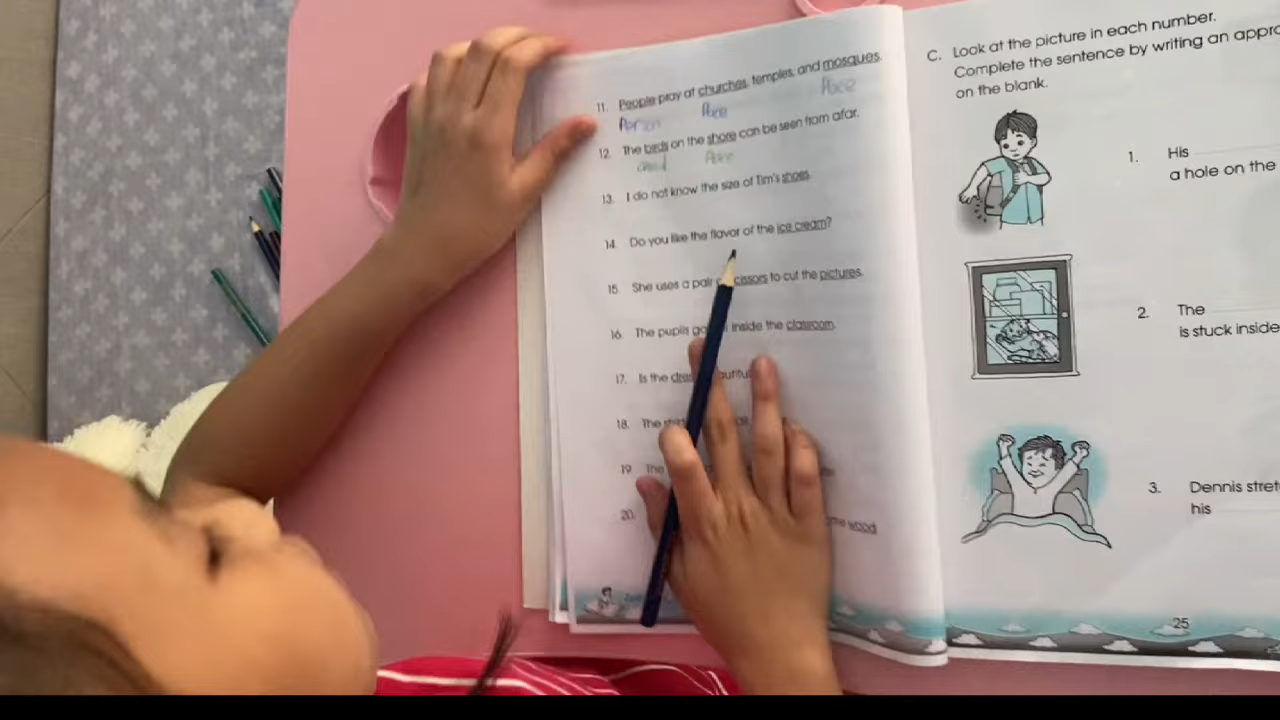 11. People pray at churches, temples, and mosques.
Person Place Place
12. The birds on the shore can be seen from afar.
Place
13. I do not know the size of Tim's shoes.
14. Do you like the flavor of the ice cream?
15. She uses a pair scissors to cut the pictures.
16. The pupils inside the classroom.
17. Is the
18. The
19. The
20.
wood
C. Look at the picture in each number.
Complete the sentence by writing an
on the blank.
1. His
a hole on the
2. The
is stuck inside
3. Dennis
his
25